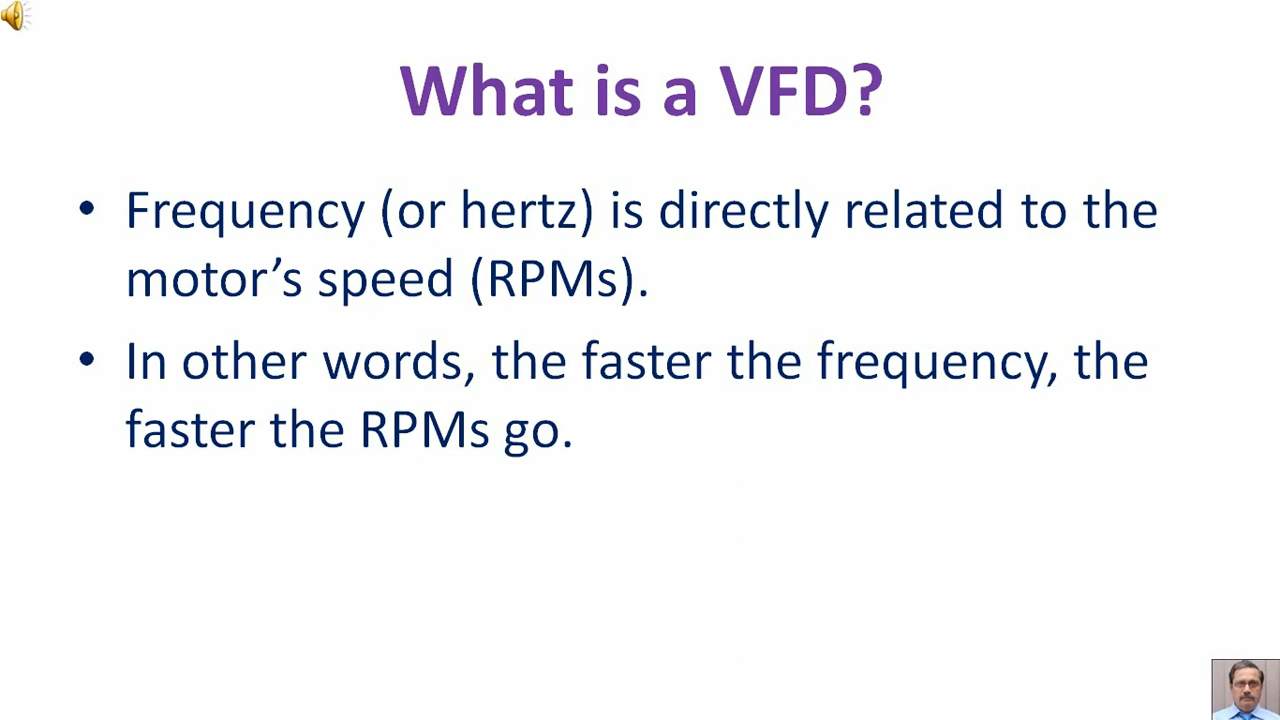 What is a VFD?
• Frequency (or hertz) is directly related to the
motor’s speed (RPMs).
• In other words, the faster the frequency, the
faster the RPMs go.